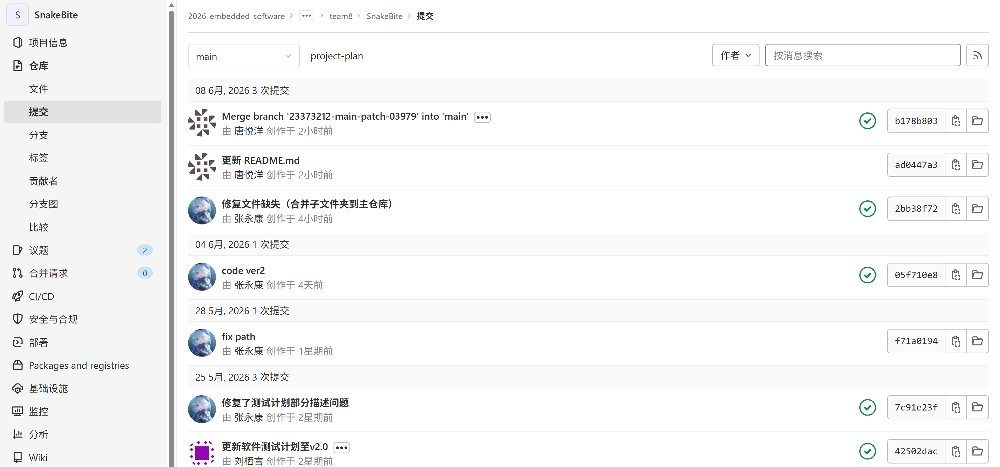 S SnakeBite
项目信息
仓库
文件
提交
分支
标签
贡献者
分支图
比较
议题 2
合并请求 0
CI/CD
安全与合规
部署
Packages and registries
基础设施
监控
分析
Wiki
2026_embedded_software > ••• > team8 > SnakeBite > 提交
main project-plan 作者 按消息搜索
08 6月, 2026 3 次提交
Merge branch '23373212-main-patch-03979' into 'main' •••
由 唐悦洋 创作于 2小时前
b178b803
更新 README.md
由 唐悦洋 创作于 2小时前
ad0447a3
修复文件缺失（合并子文件夹到主仓库）
由 张永康 创作于 4小时前
2bb38f72
04 6月, 2026 1 次提交
code ver2
由 张永康 创作于 4天前
05f710e8
28 5月, 2026 1 次提交
fix path
由 张永康 创作于 1星期前
f71a0194
25 5月, 2026 3 次提交
修复了测试计划部分描述问题
由 张永康 创作于 2星期前
7c91e23f
更新软件测试计划至v2.0 •••
由 刘栖言 创作于 2星期前
42502dac